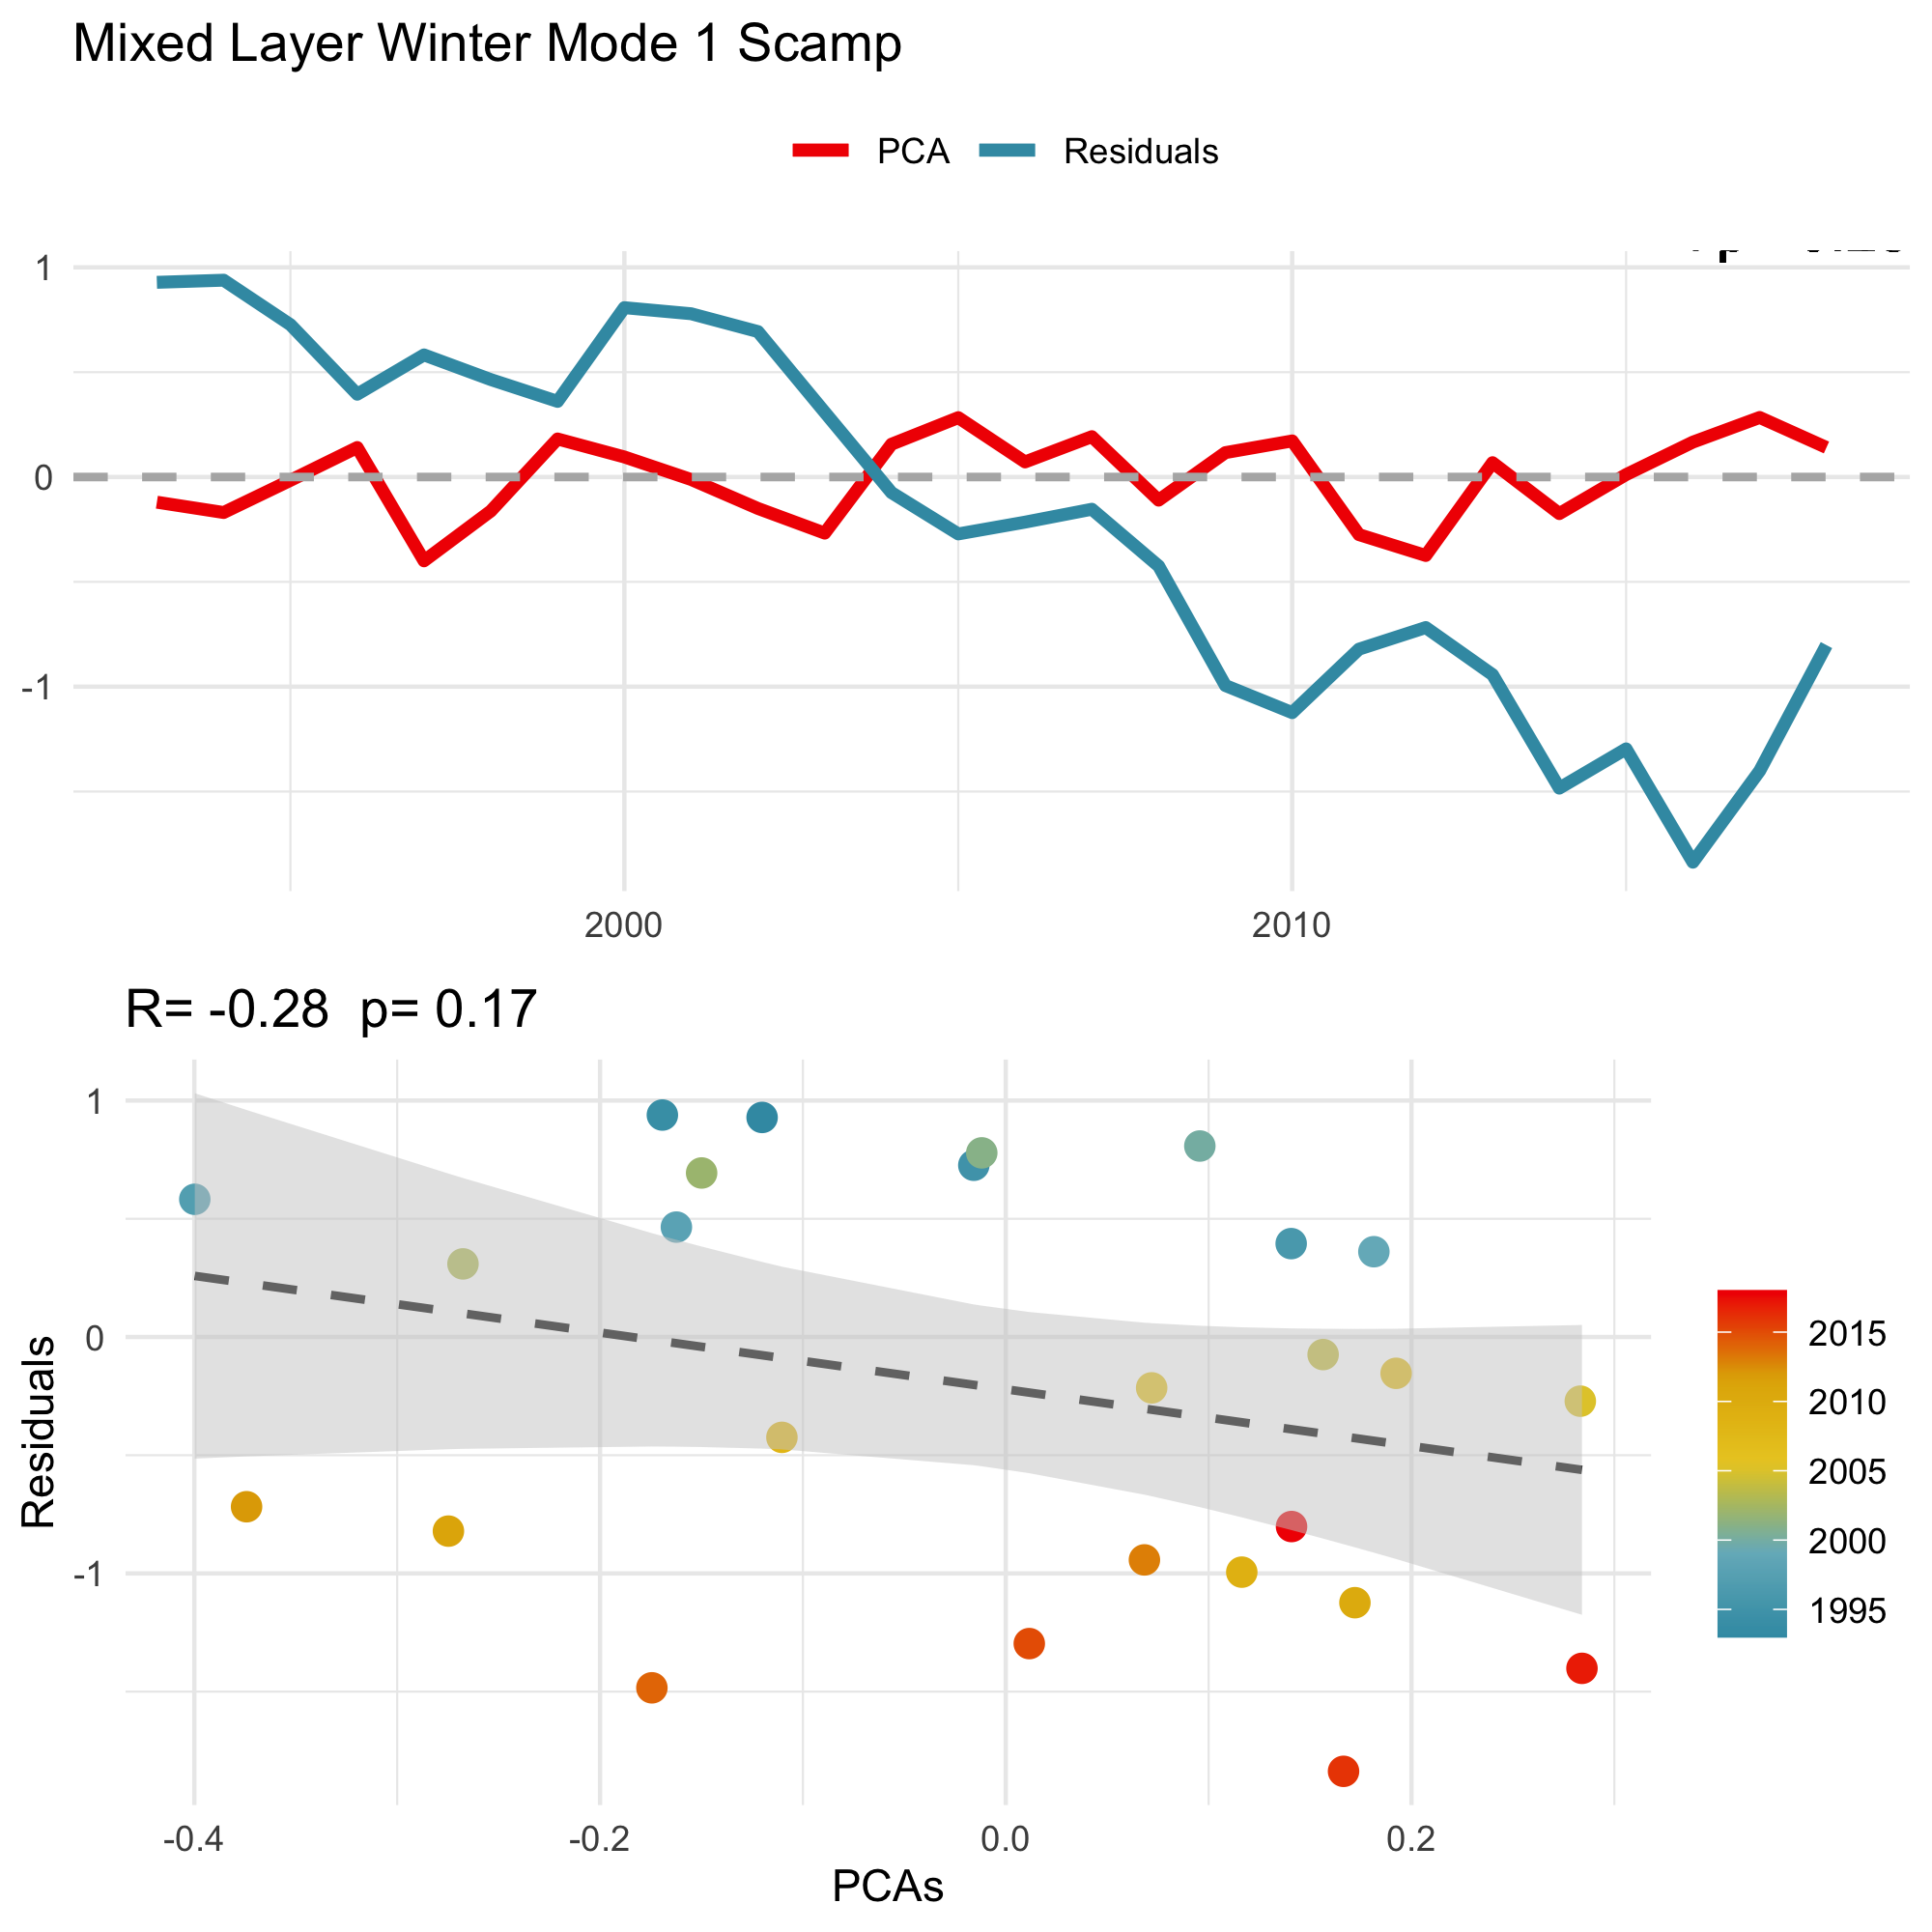 Mixed Layer Winter Mode 1 Scamp
PCA Residuals
1
0
-1
2000 2010
R= -0.28 p= 0.17
Residuals
1
0
-1
-0.4 -0.2 0.0 0.2
PCAs
2015
2010
2005
2000
1995